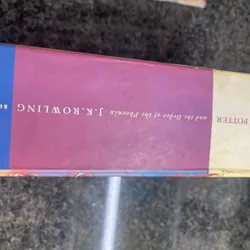 POTTER
and the Order of the Phoenix
J.K.ROWLING